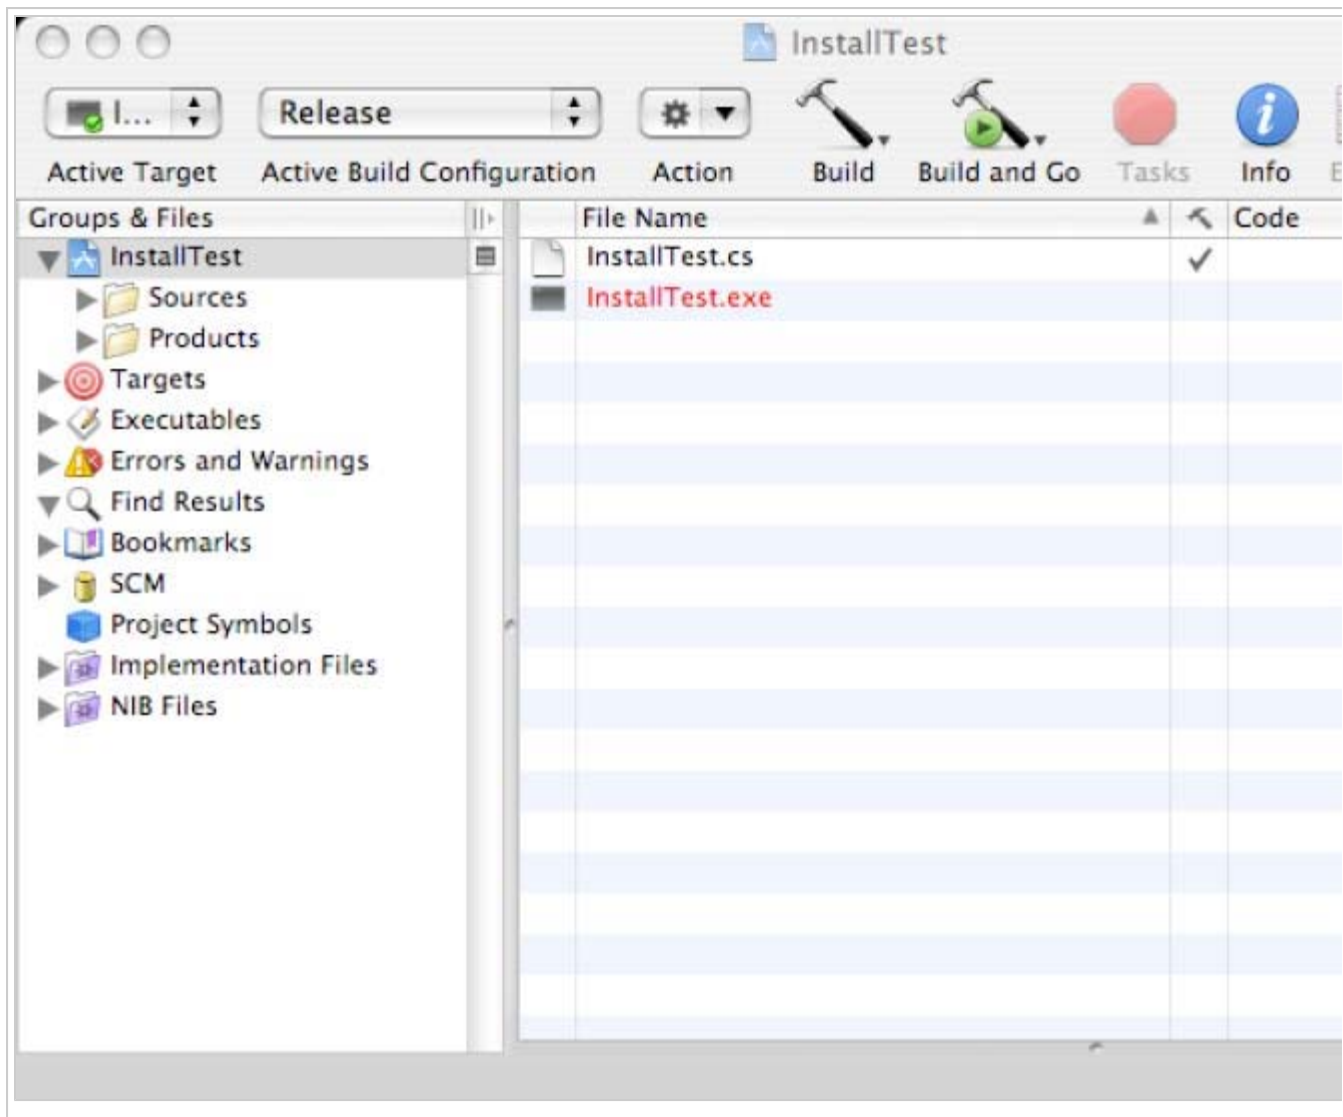 InstallTest
I... Release
Active Target Active Build Configuration Action Build Build and Go Tasks Info
Groups & Files File Name Code
InstallTest InstallTest.cs
Sources InstallTest.exe
Products
Targets
Executables
Errors and Warnings
Find Results
Bookmarks
SCM
Project Symbols
Implementation Files
NIB Files